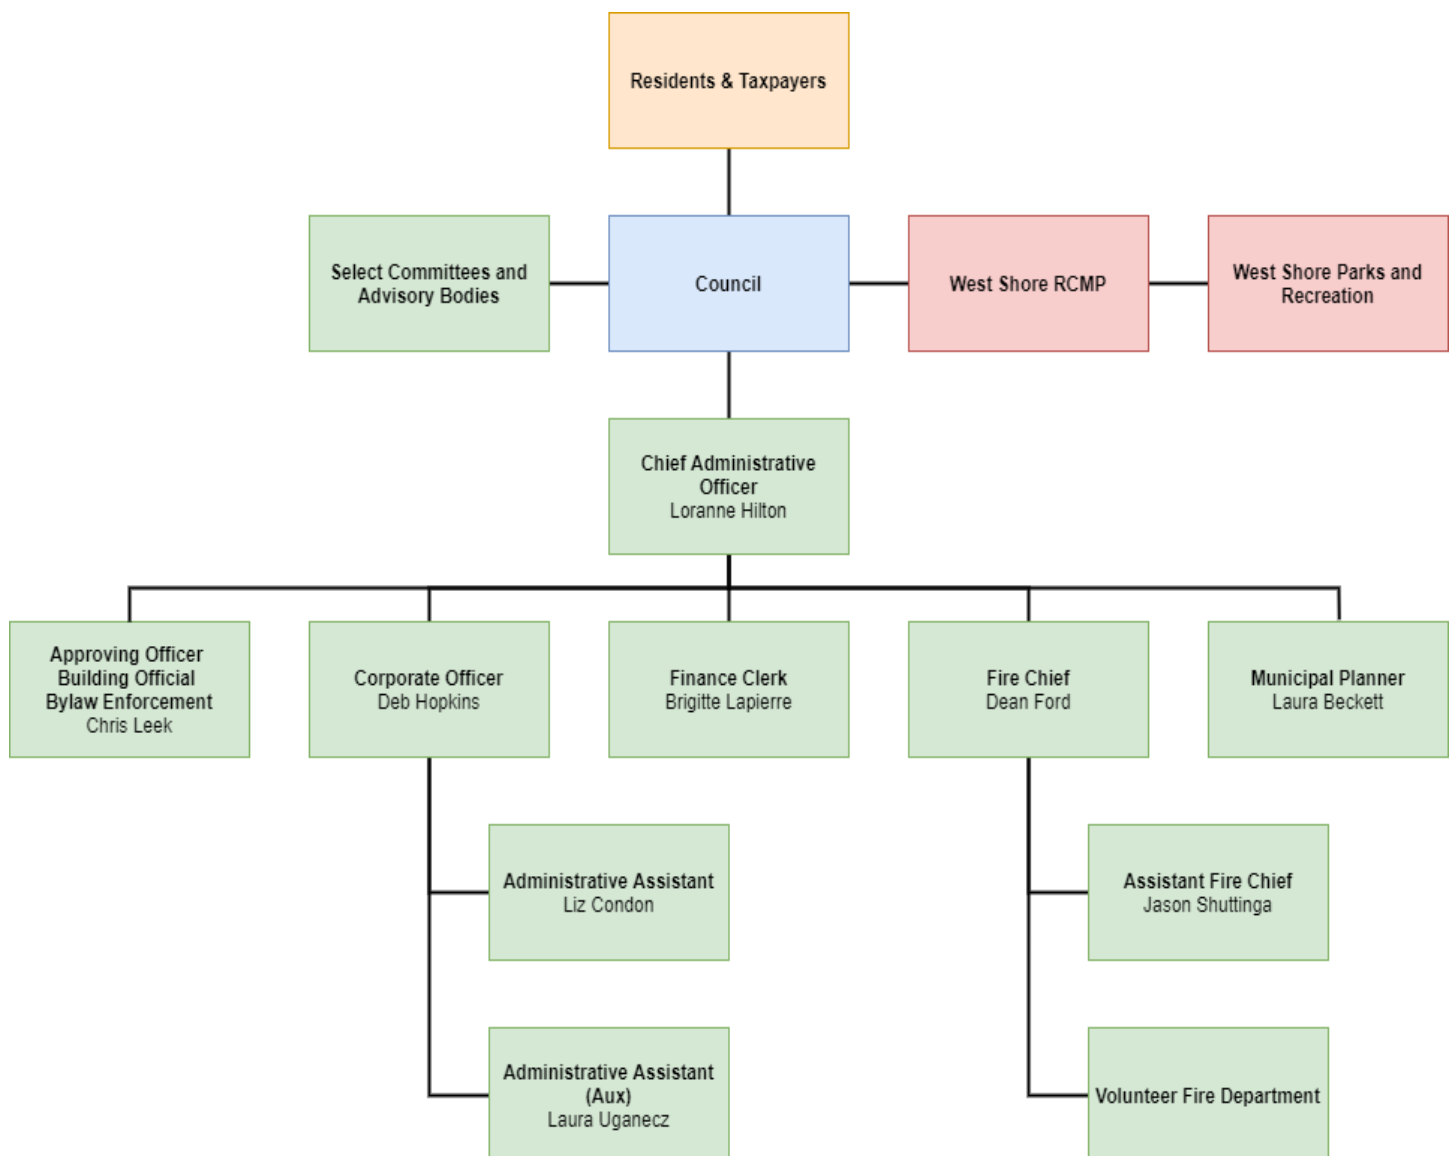 Residents & Taxpayers
Select Committees and
Advisory Bodies
Council
West Shore RCMP
West Shore Parks and
Recreation
Chief Administrative
Officer
Loranne Hilton
Approving Officer
Building Official
Bylaw Enforcement
Chris Leek
Corporate Officer
Deb Hopkins
Finance Clerk
Brigitte Lapierre
Fire Chief
Dean Ford
Municipal Planner
Laura Beckett
Administrative Assistant
Liz Condon
Assistant Fire Chief
Jason Shuttinga
Administrative Assistant
(Aux)
Laura Uganecz
Volunteer Fire Department